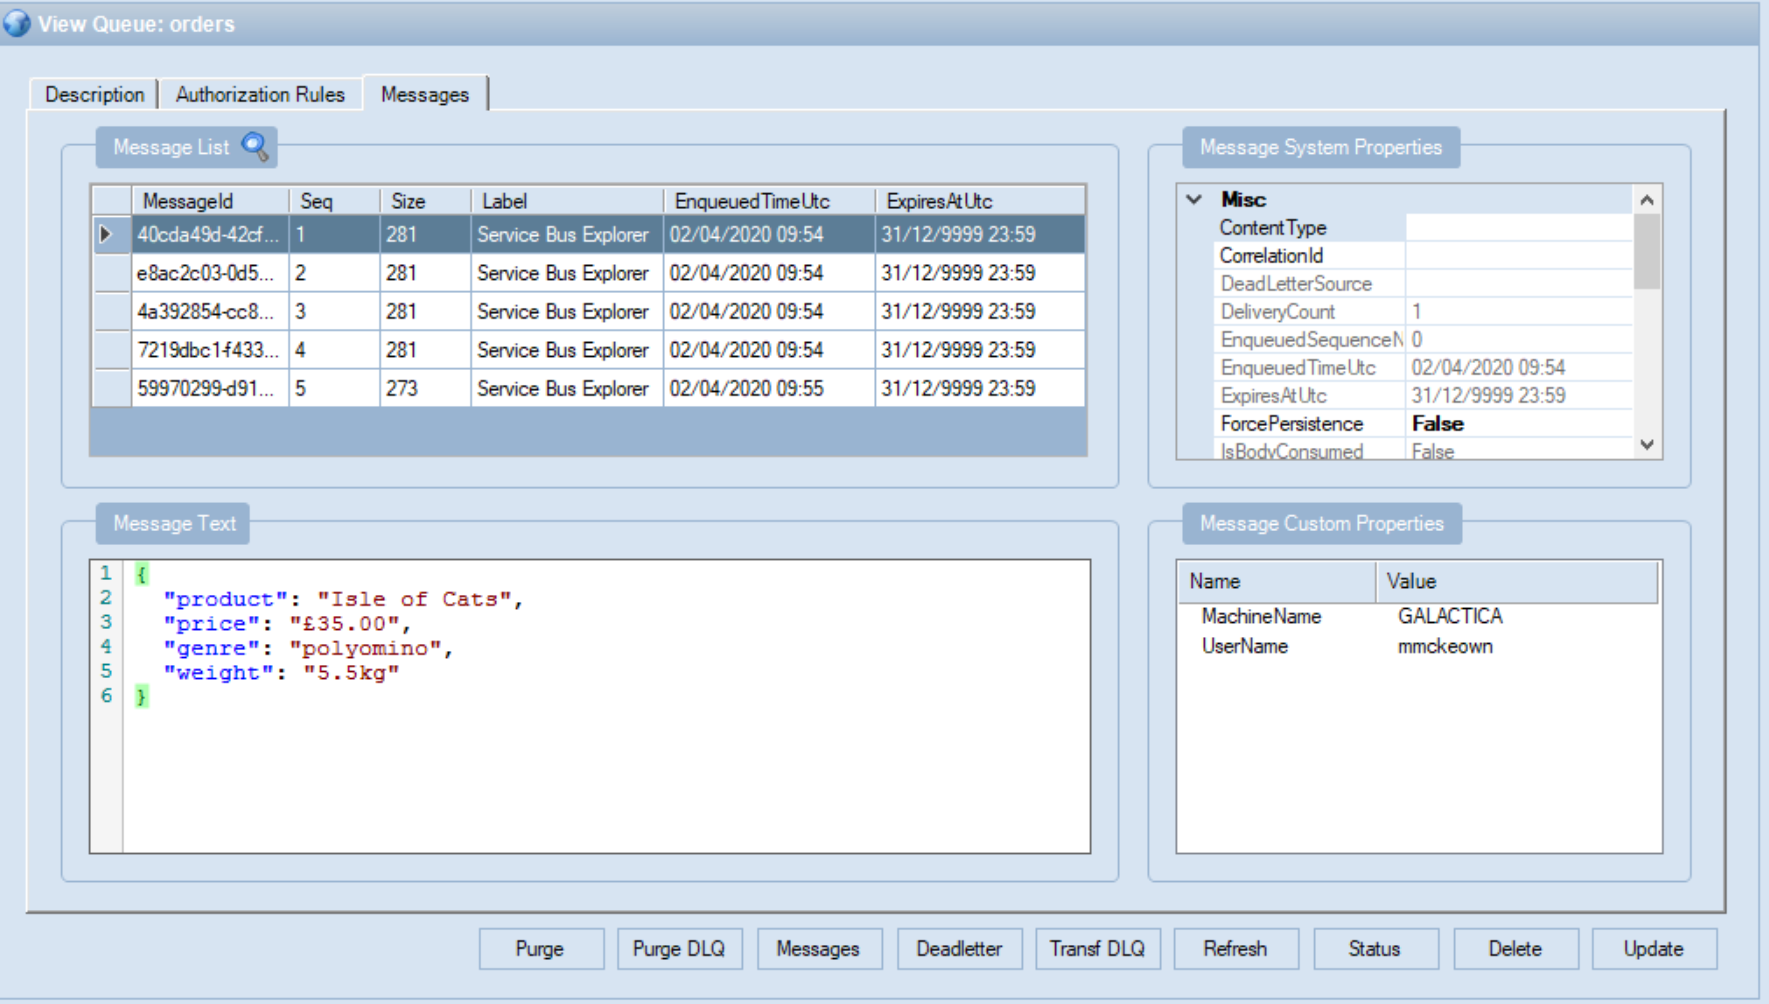 View Queue: orders
Description Authorization Rules Messages
Message List
MessageId Seq Size Label EnqueuedTimeUtc ExpiresAtUtc
40cda49d-42cf... 1 281 Service Bus Explorer 02/04/2020 09:54 31/12/9999 23:59
e8ac2c03-0d5... 2 281 Service Bus Explorer 02/04/2020 09:54 31/12/9999 23:59
4a392854-cc8... 3 281 Service Bus Explorer 02/04/2020 09:54 31/12/9999 23:59
7219dbc1-f433... 4 281 Service Bus Explorer 02/04/2020 09:54 31/12/9999 23:59
59970299-d91... 5 273 Service Bus Explorer 02/04/2020 09:55 31/12/9999 23:59
Message System Properties
Misc
ContentType
CorrelationId
DeadLetterSource
DeliveryCount 1
EnqueuedSequenceN 0
EnqueuedTimeUtc 02/04/2020 09:54
ExpiresAtUtc 31/12/9999 23:59
ForcePersistence False
IsBodyConsumed False
Message Text
1 {
2 "product": "Isle of Cats",
3 "price": "£35.00",
4 "genre": "polyomino",
5 "weight": "5.5kg"
6 }
Message Custom Properties
Name Value
MachineName GALACTICA
UserName mmckeown
Purge Purge DLQ Messages Deadletter Transf DLQ Refresh Status Delete Update